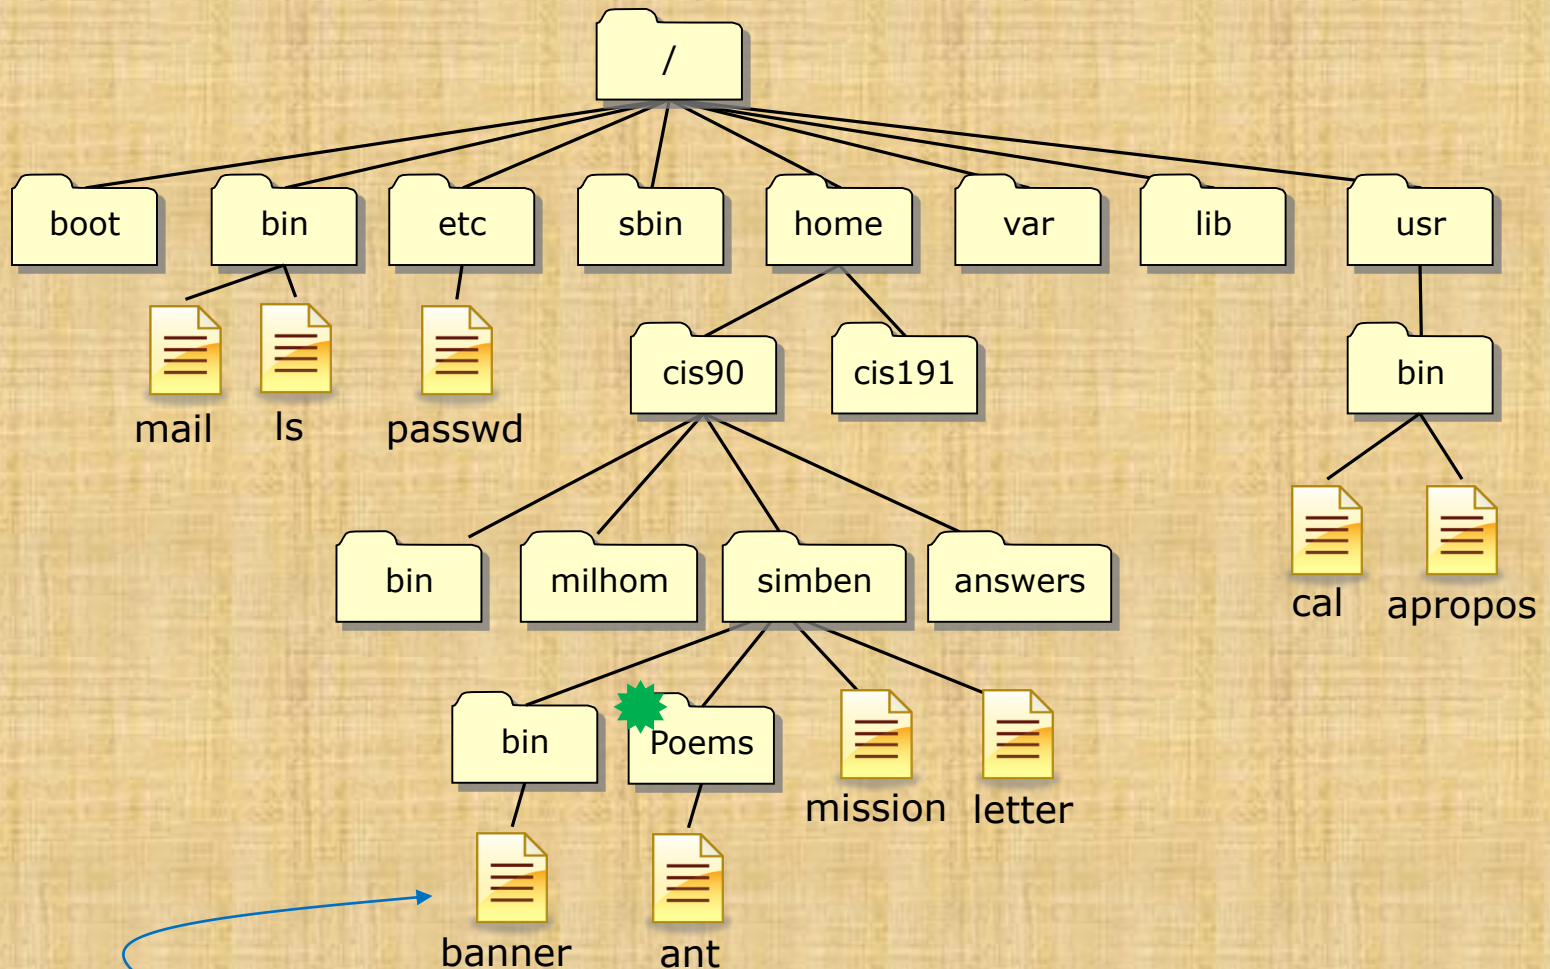 /
boot bin etc sbin home var lib usr
mail ls passwd
cis90 cis191 bin
bin milhom simben answers
cal apropos
bin Poems
mission letter
banner ant